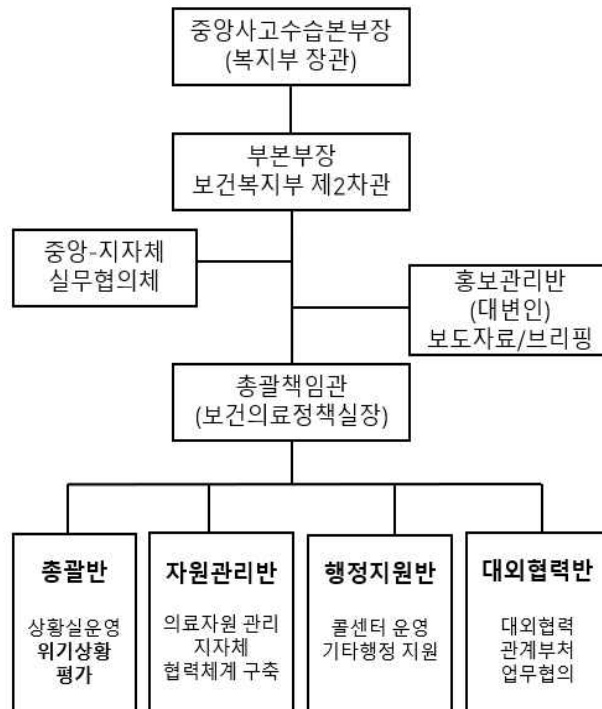 중앙사고수습본부장
(복지부 장관)
부본부장
보건복지부 제2차관
중앙-지자체
실무협의체
홍보관리반
(대변인)
보도자료/브리핑
총괄책임관
(보건의료정책실장)
총괄반
상황실운영
위기상황
평가
자원관리반
의료자원 관리
지자체
협력체계 구축
행정지원반
콜센터 운영
기타행정 지원
대외협력반
대외협력
관계부처
업무협의